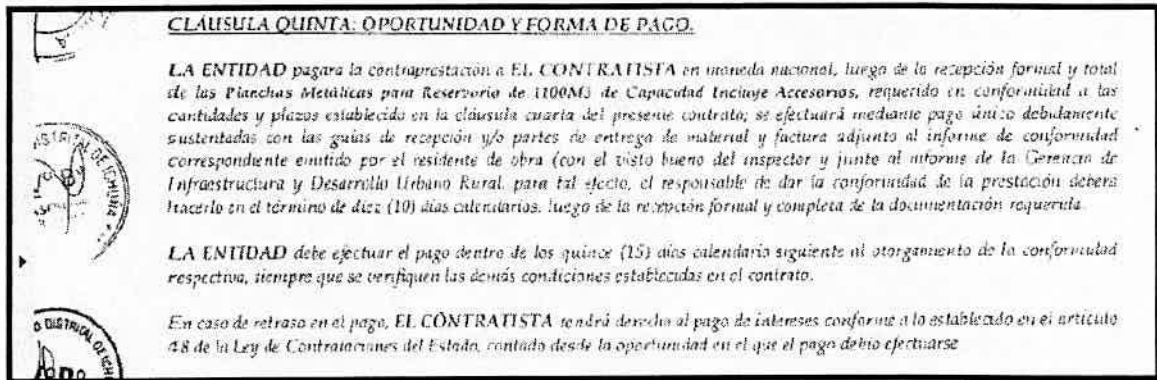 CLÁUSULA QUINTA: OPORTUNIDAD Y FORMA DE PAGO.
LA ENTIDAD pagara la contraprestación a EL CONTRATISTA en moneda nacional, luego de la recepción formal y total
de las Planchas Metálicas para Reservorio de 1100M3 de Capacidad Incluye Accesorios, requerido en conformidad a las
cantidades y plazos establecido en la cláusula cuarta del presente contrato; se efectuará mediante pago único debidamente
sustentadas con las guías de recepción y/o partes de entrega de material y factura adjunto al informe de conformidad
correspondiente emitido por el residente de obra (con el visto bueno del inspector y junto al informe de la Gerencia de
Infraestructura y Desarrollo Urbano Rural, para tal efecto, el responsable de dar la conformidad de la prestación deberá
hacerlo en el término de diez (10) días calendarios, luego de la recepción formal y completa de la documentación requerida.
LA ENTIDAD debe efectuar el pago dentro de los quince (15) días calendario siguiente al otorgamiento de la conformidad
respectiva, siempre que se verifiquen las demás condiciones establecidas en el contrato.
En caso de retraso en el pago, EL CONTRATISTA tendrá derecho al pago de intereses conforme a lo establecido en el artículo
48 de la Ley de Contrataciones del Estado, contado desde la oportunidad en el que el pago debió efectuarse
DISTRITAL DE ICHUÑA
DISTRITAL DE ICH